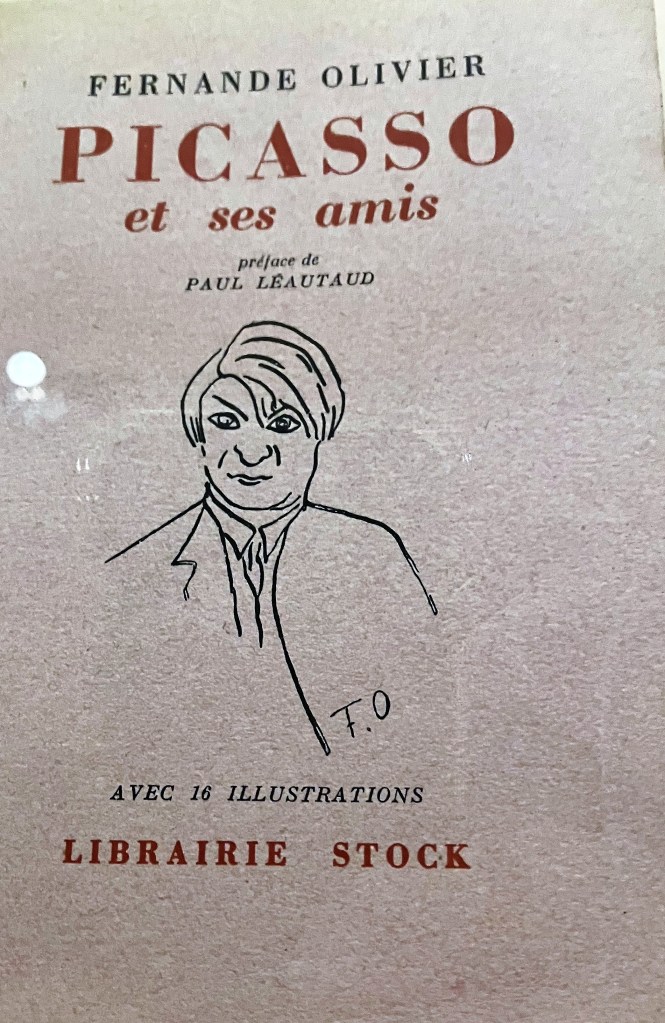 FERNANDE OLIVIER
PICASSO
et ses amis
préface de
PAUL LÉAUTAUD
F.O
AVEC 16 ILLUSTRATIONS
LIBRAIRIE STOCK